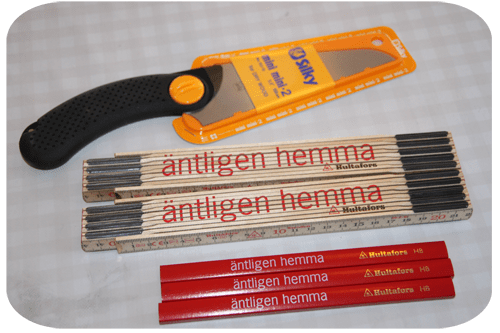 Silky
mini mini-2
äntligen hemma
Hultafors
äntligen hemma
Hultafors
äntligen hemma Hultafors HB
äntligen hemma Hultafors HB
äntligen hemma Hultafors HB